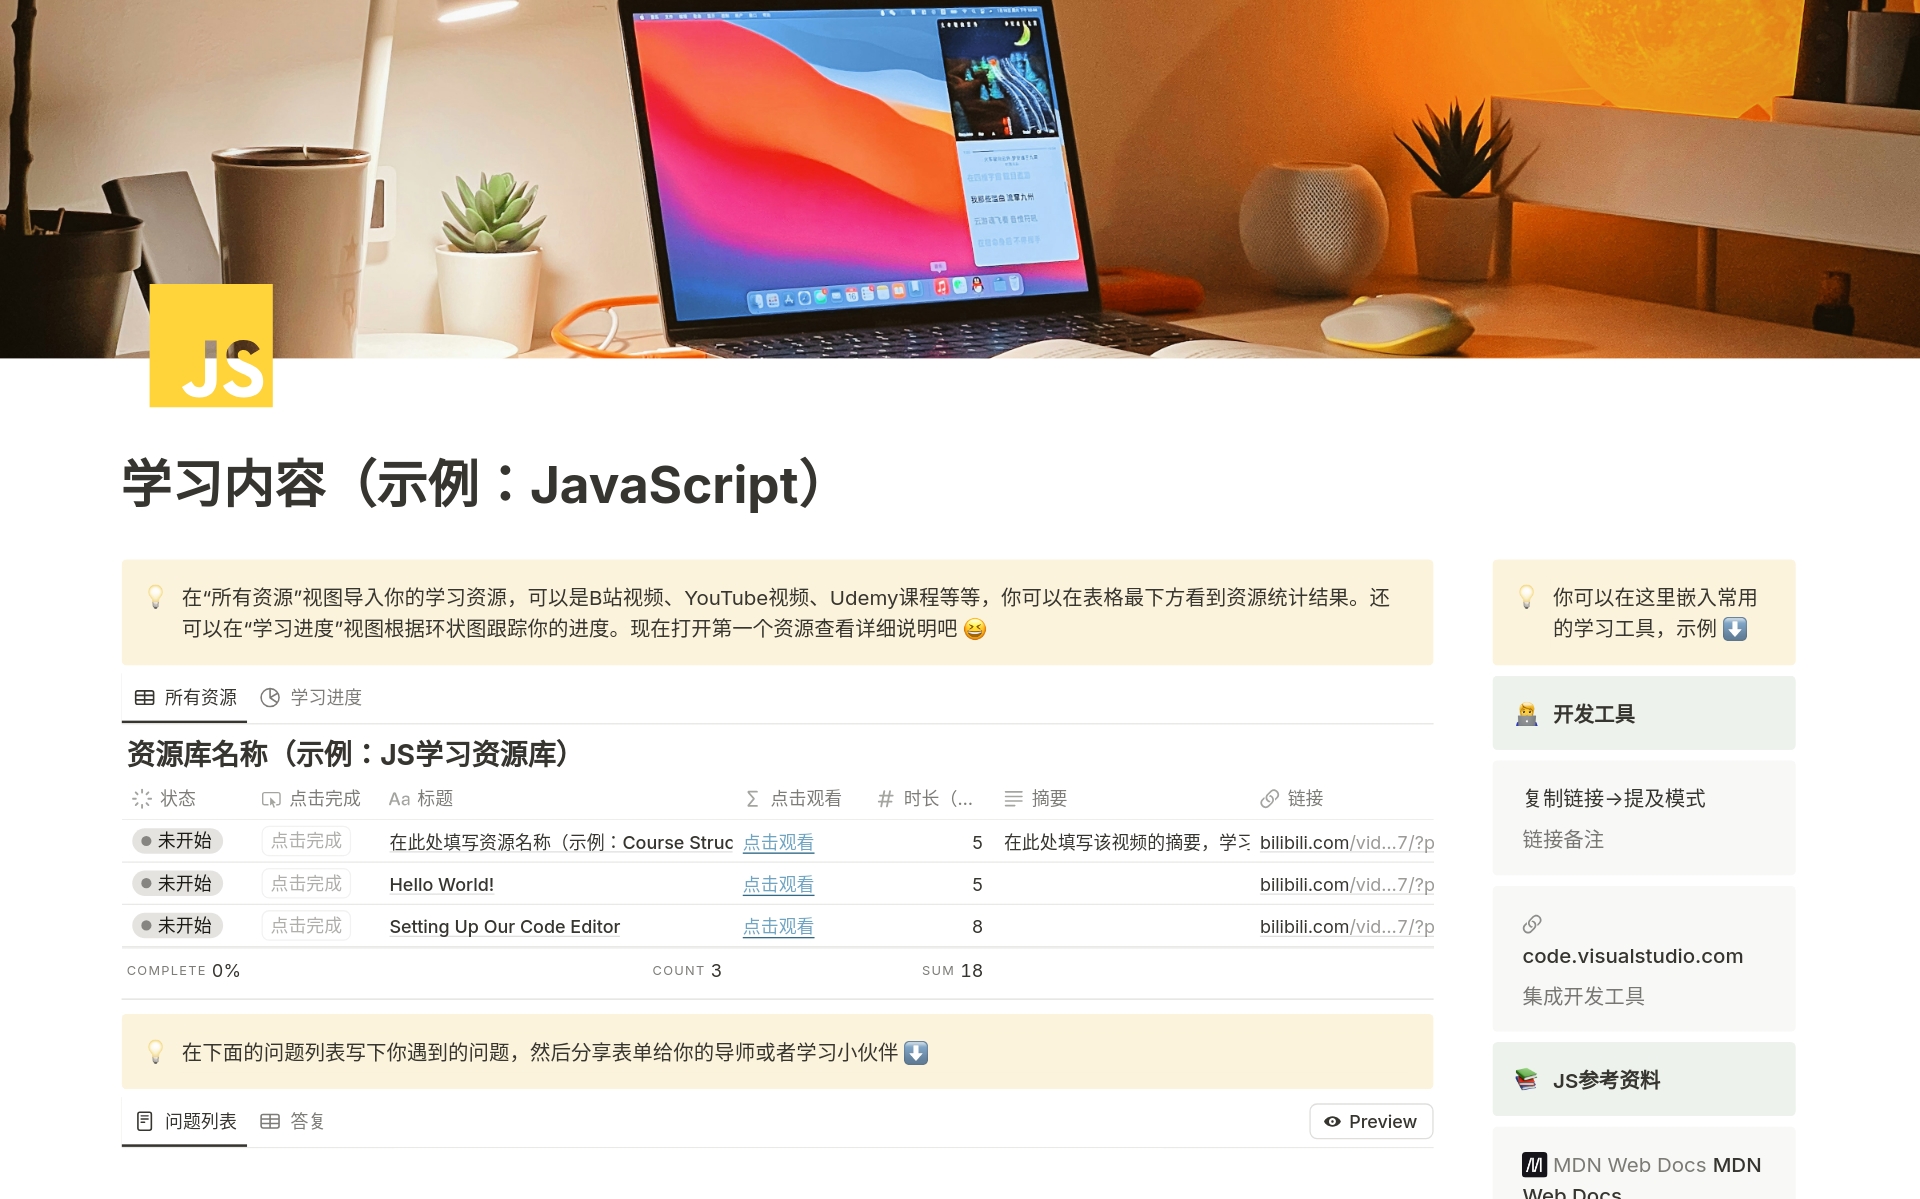 我那些滥曲 流摩九州
JS
学习内容（示例：JavaScript）
在“所有资源”视图导入你的学习资源，可以是B站视频、YouTube视频、Udemy课程等等，你可以在表格最下方看到资源统计结果。还
可以在“学习进度”视图根据环状图跟踪你的进度。现在打开第一个资源查看详细说明吧 😆
所有资源 学习进度
资源库名称（示例：JS学习资源库）
状态 点击完成 Aa 标题 Σ 点击观看 # 时长（... 摘要 链接
未开始 点击完成 在此处填写资源名称（示例：Course Struc 点击观看 5 在此处填写该视频的摘要，学习 bilibili.com/vid...7/?p
未开始 点击完成 Hello World! 点击观看 5 bilibili.com/vid...7/?p
未开始 点击完成 Setting Up Our Code Editor 点击观看 8 bilibili.com/vid...7/?p
COMPLETE 0% COUNT 3 SUM 18
在下面的问题列表写下你遇到的问题，然后分享表单给你的导师或者学习小伙伴 ⬇️
问题列表 答复 Preview
你可以在这里嵌入常用
的学习工具，示例 ⬇️
开发工具
复制链接→提及模式
链接备注
code.visualstudio.com
集成开发工具
JS参考资料
MDN Web Docs MDN
Web Docs